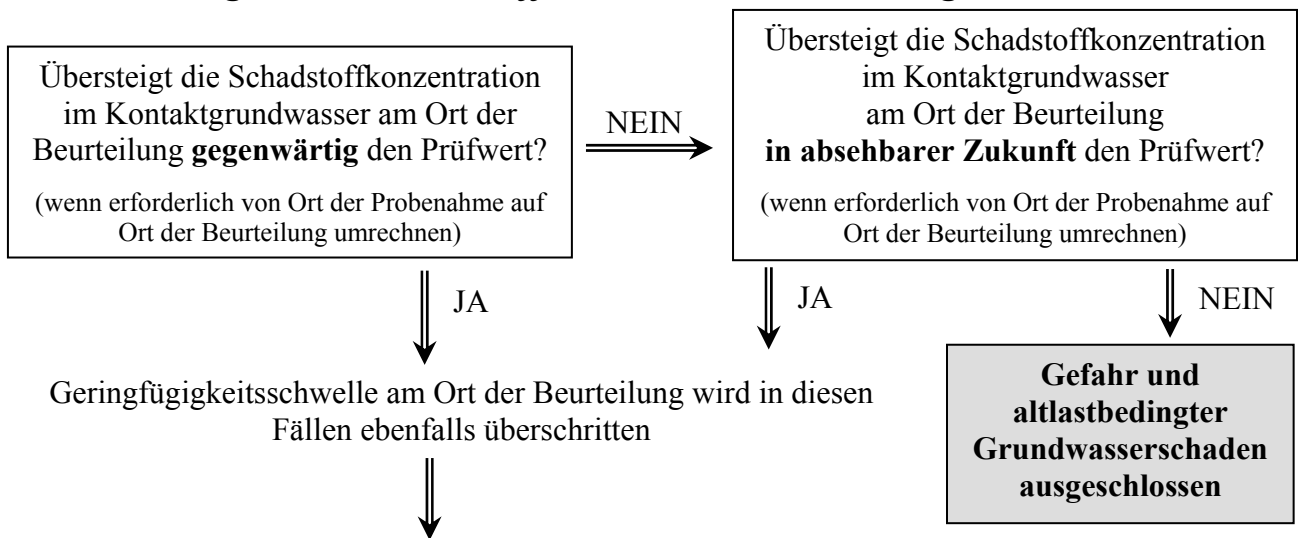 Übersteigt die Schadstoffkonzentration
im Kontaktgrundwasser am Ort der
Beurteilung gegenwärtig den Prüfwert?
(wenn erforderlich von Ort der Probenahme auf
Ort der Beurteilung umrechnen)
NEIN
Übersteigt die Schadstoffkonzentration
im Kontaktgrundwasser
am Ort der Beurteilung
in absehbarer Zukunft den Prüfwert?
(wenn erforderlich von Ort der Probenahme auf
Ort der Beurteilung umrechnen)
JA
JA
NEIN
Geringfügigkeitsschwelle am Ort der Beurteilung wird in diesen
Fällen ebenfalls überschritten
Gefahr und
altlastbedingter
Grundwasserschaden
ausgeschlossen